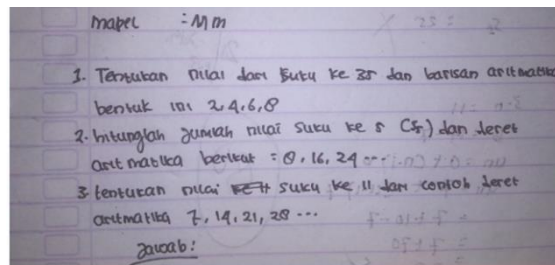 mapel : Mm
1. Tentukan nilai dari suku ke 35 dan barisan aritmatika
bentuk ini 2,4,6,8
2. hitunglah jumlah nilai suku ke 5 (S5) dan deret
aritmatika berikut = 8, 16, 24
3. tentukan nilai suku ke 11 dari contoh deret
aritmatika 7, 14, 21, 28 ...
Jawab :